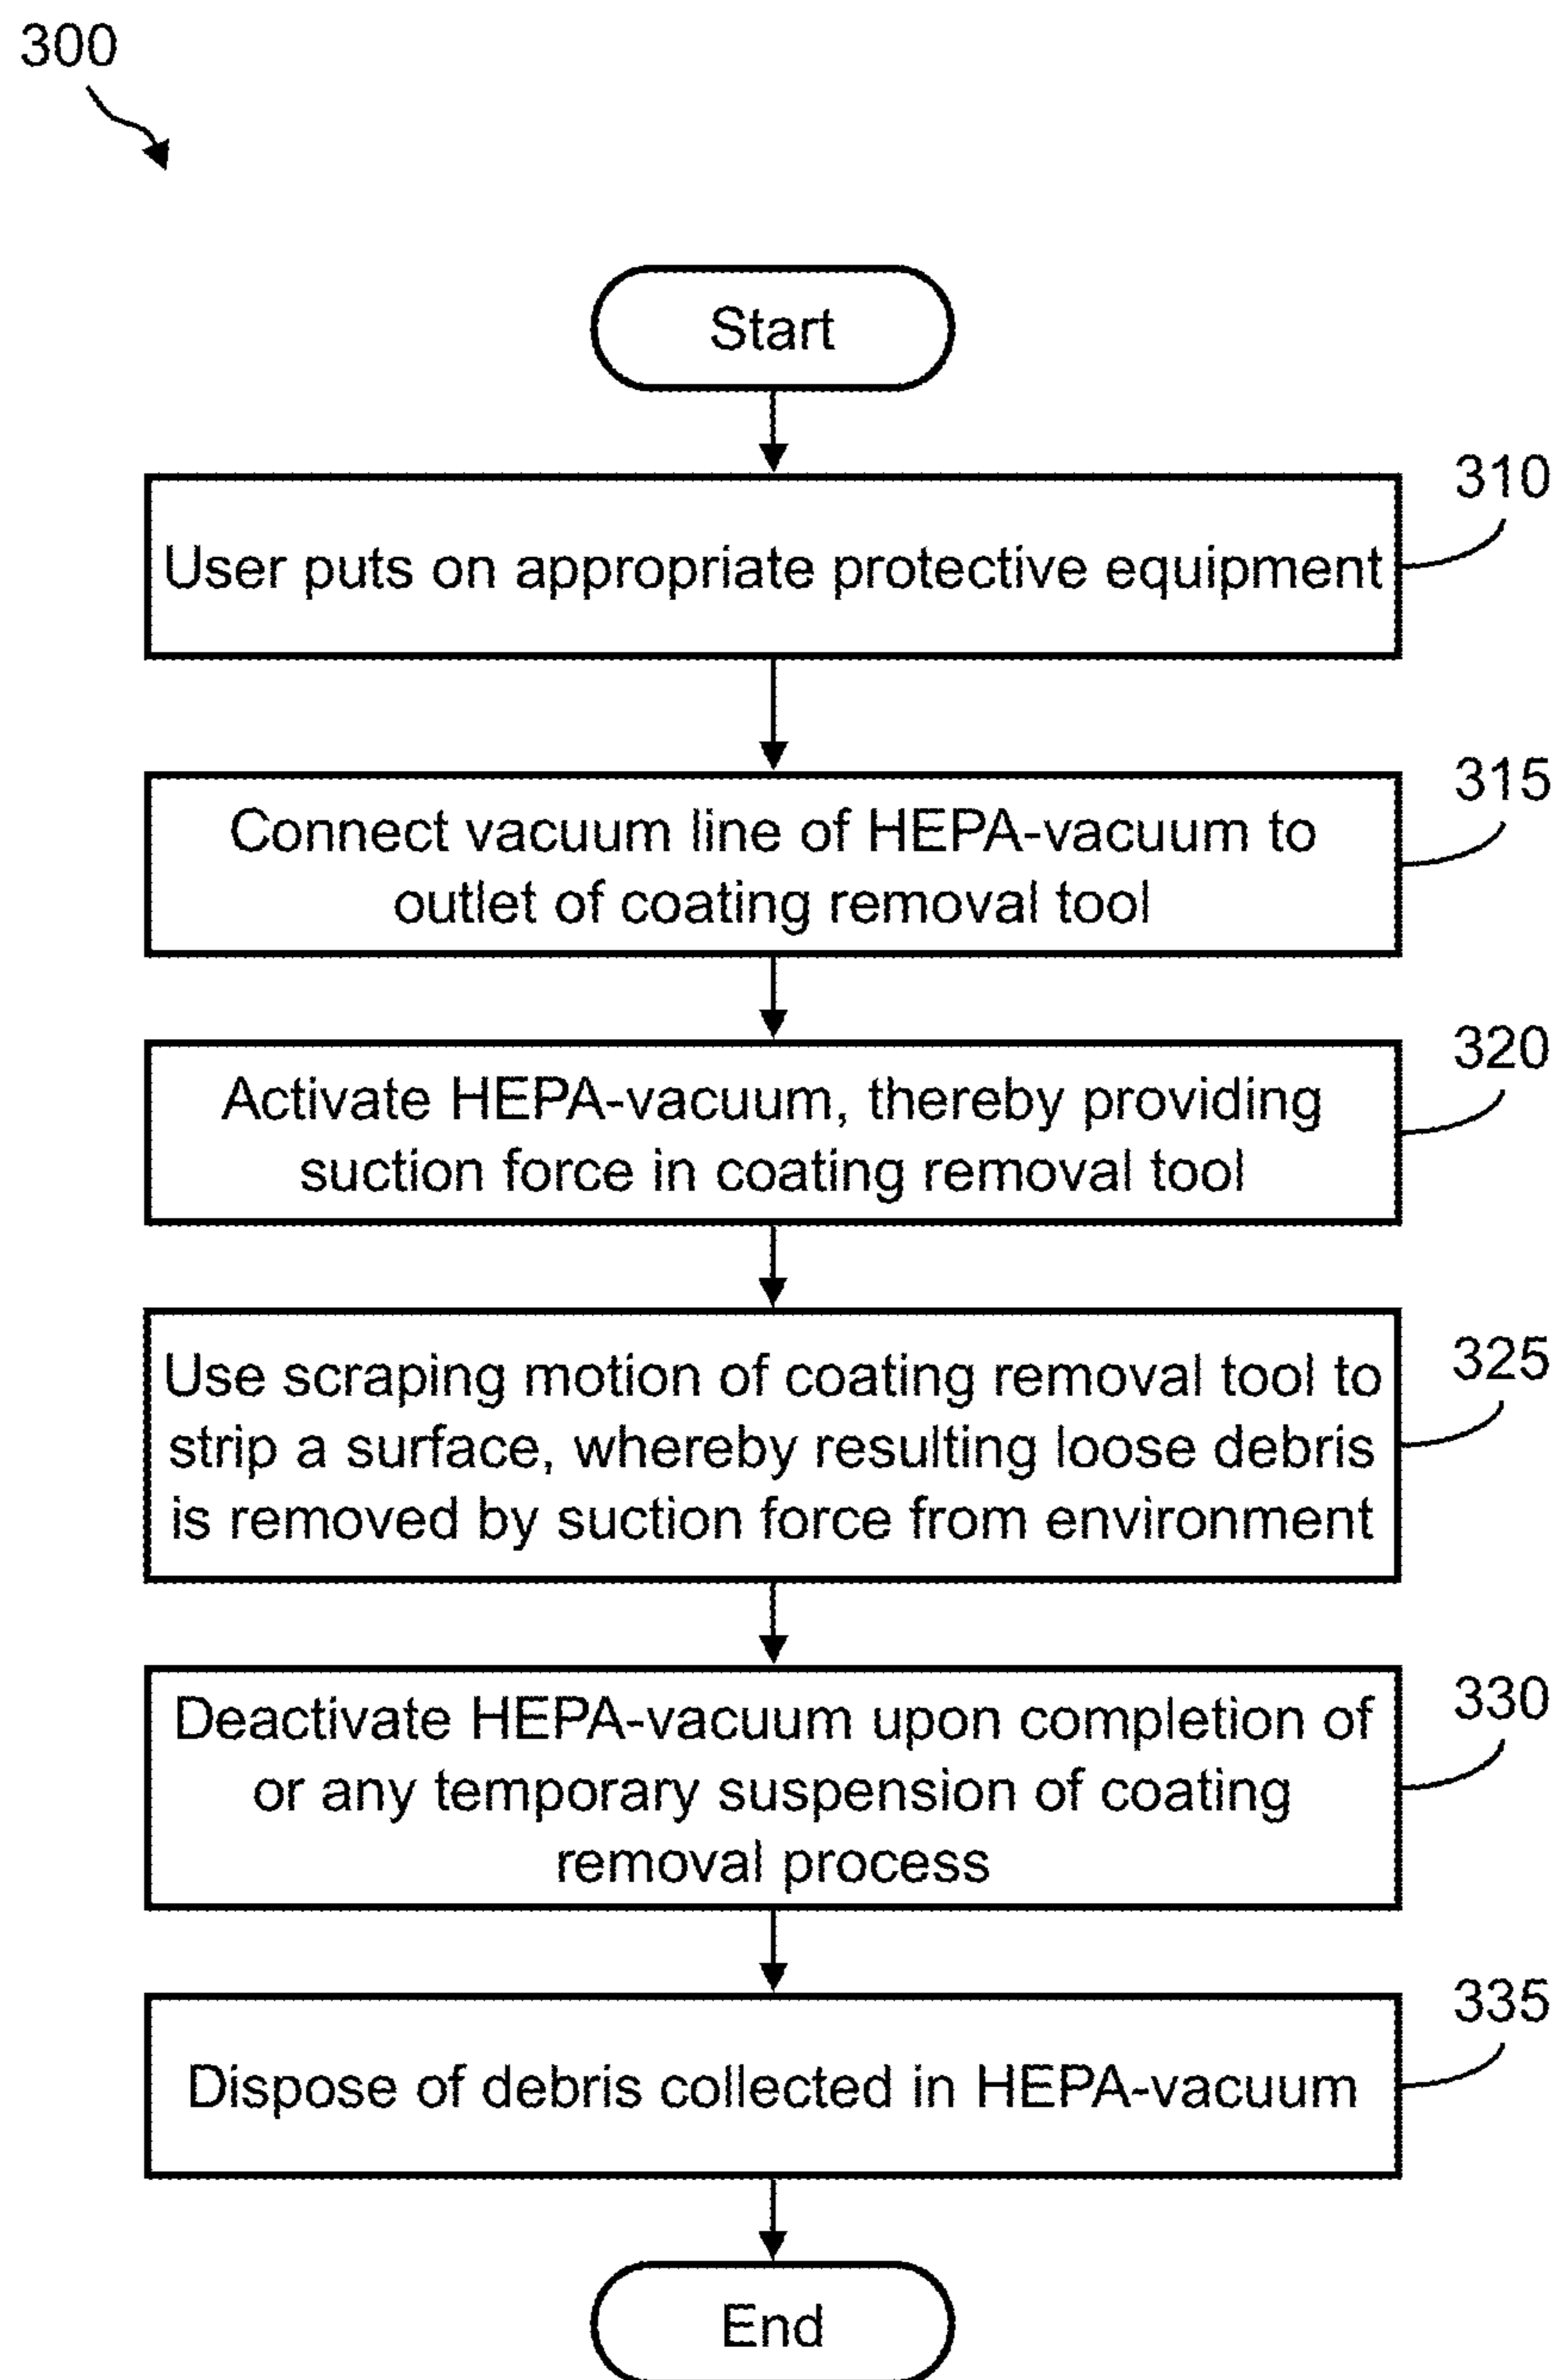 300
Start
310
User puts on appropriate protective equipment
315
Connect vacuum line of HEPA-vacuum to
outlet of coating removal tool
320
Activate HEPA-vacuum, thereby providing
suction force in coating removal tool
325
Use scraping motion of coating removal tool to
strip a surface, whereby resulting loose debris
is removed by suction force from environment
330
Deactivate HEPA-vacuum upon completion of
or any temporary suspension of coating
removal process
335
Dispose of debris collected in HEPA-vacuum
End